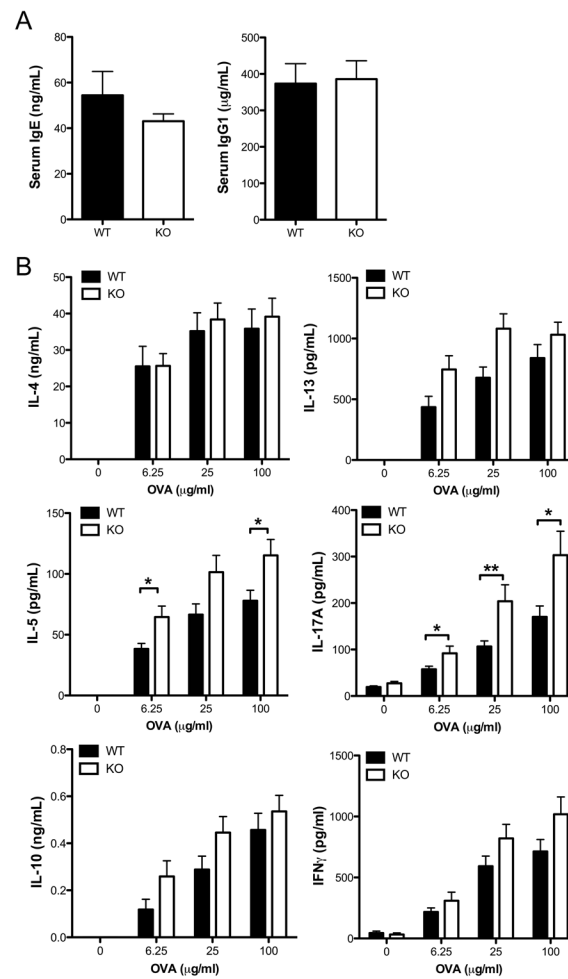 A
Serum IgE (ng/mL)
80
60
40
20
0
WT
KO
Serum IgG1 (μg/mL)
500
400
300
200
100
0
WT
KO
B
IL-4 (ng/mL)
50
40
30
20
10
0
WT
KO
0
6.25
25
100
OVA (μg/ml)
IL-13 (pg/mL)
1500
1000
500
0
WT
KO
0
6.25
25
100
OVA (μg/ml)
IL-5 (pg/mL)
150
100
50
0
WT
KO
*
*
0
6.25
25
100
OVA (μg/ml)
IL-17A (pg/mL)
400
300
200
100
0
WT
KO
*
**
*
0
6.25
25
100
OVA (μg/ml)
IL-10 (ng/mL)
0.8
0.6
0.4
0.2
0.0
WT
KO
0
6.25
25
100
OVA (μg/ml)
IFNγ (pg/ml)
1500
1000
500
0
WT
KO
0
6.25
25
100
OVA (μg/ml)